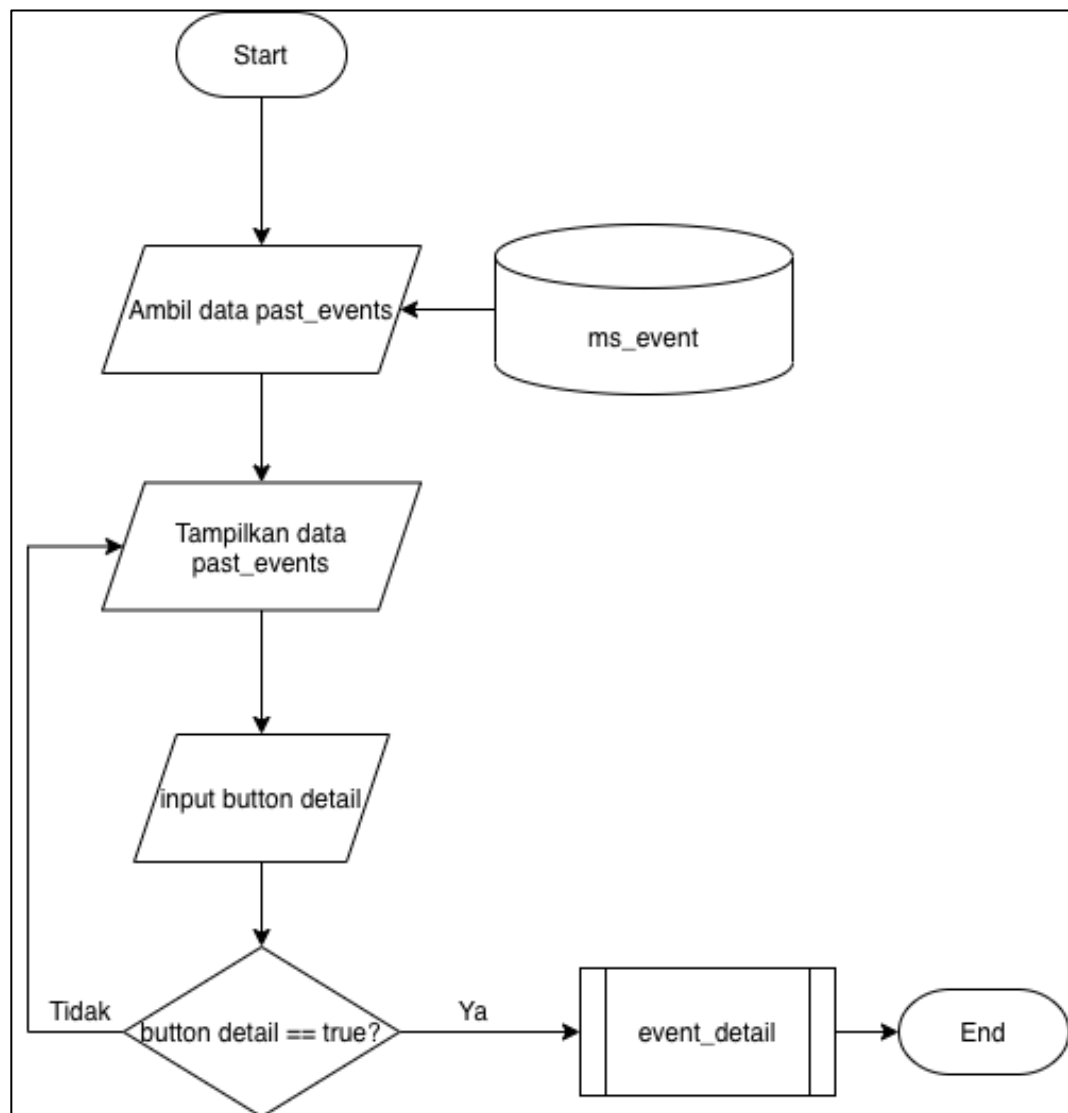 Start
Ambil data past_events
ms_event
Tampilkan data
past_events
input button detail
Tidak
button detail == true?
Ya
event_detail
End